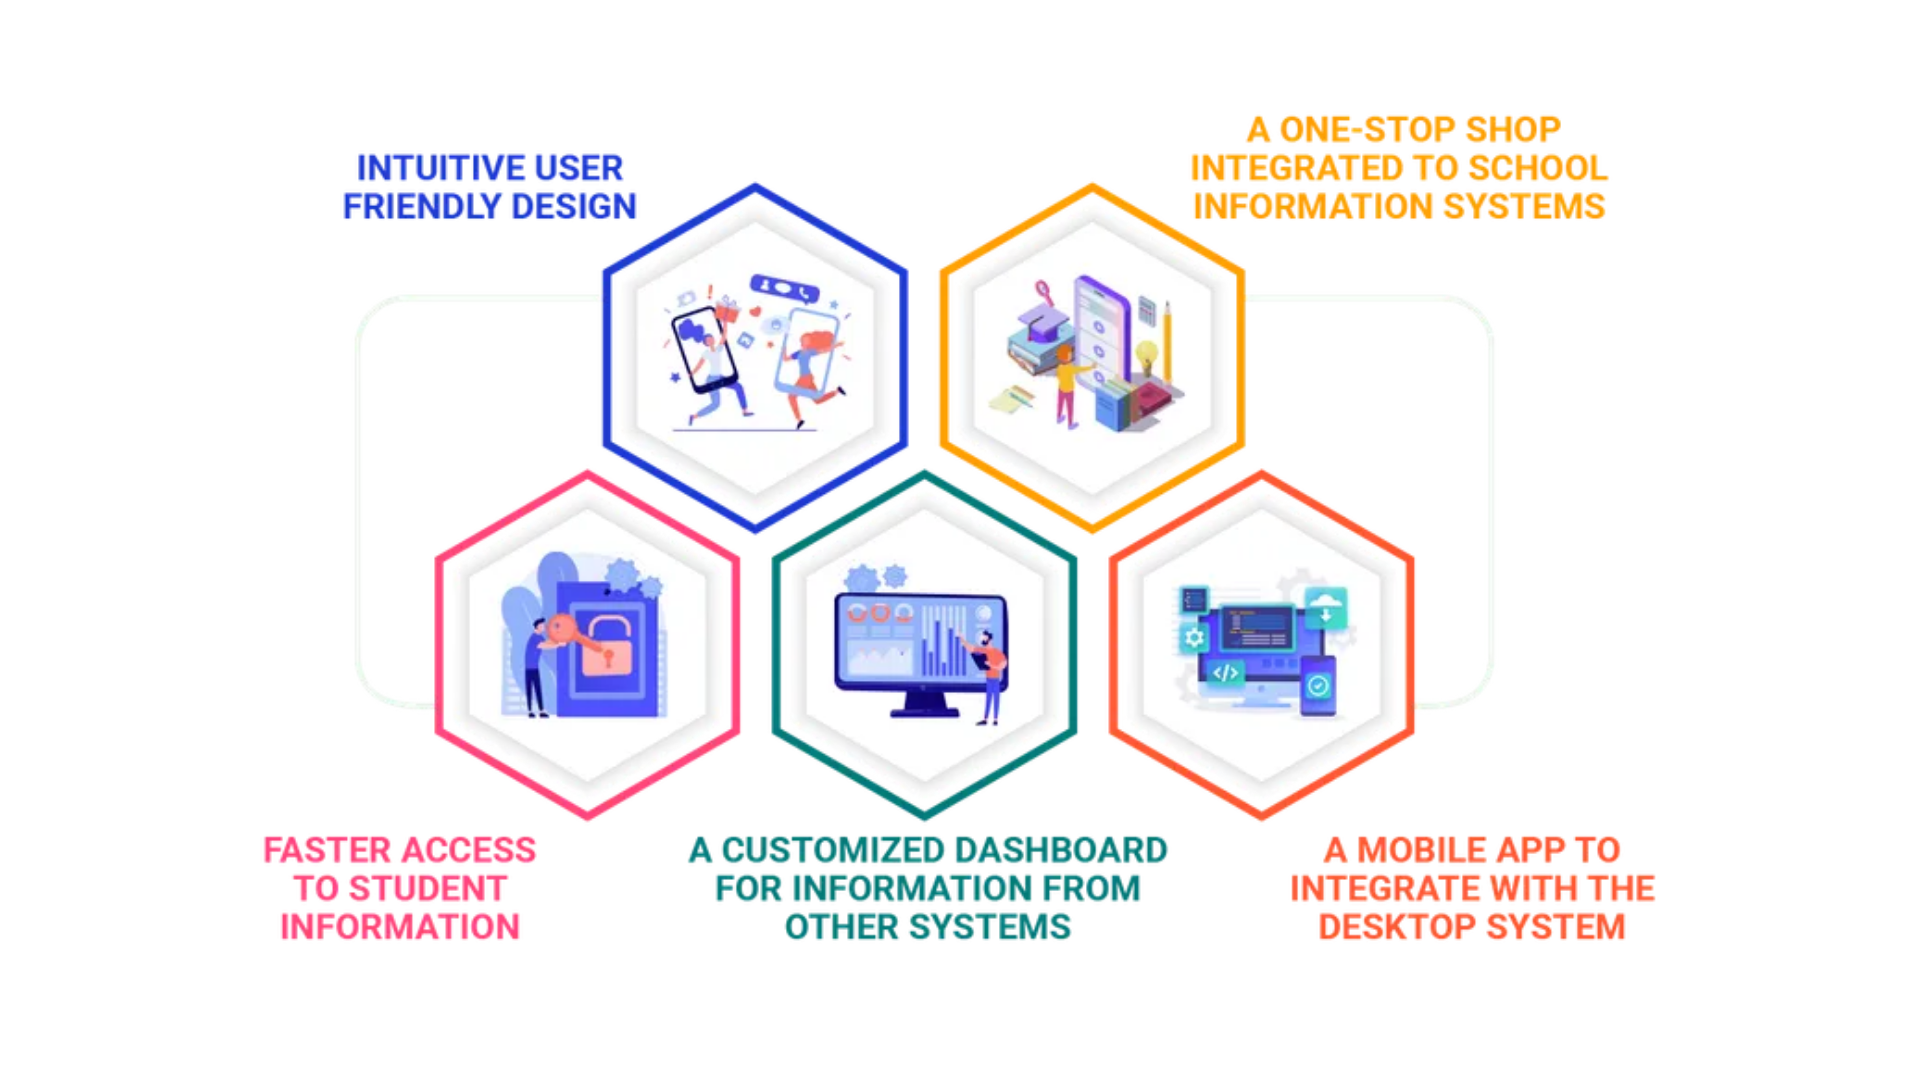 INTUITIVE USER
FRIENDLY DESIGN
A ONE-STOP SHOP
INTEGRATED TO SCHOOL
INFORMATION SYSTEMS
FASTER ACCESS
TO STUDENT
INFORMATION
A CUSTOMIZED DASHBOARD
FOR INFORMATION FROM
OTHER SYSTEMS
A MOBILE APP TO
INTEGRATE WITH THE
DESKTOP SYSTEM